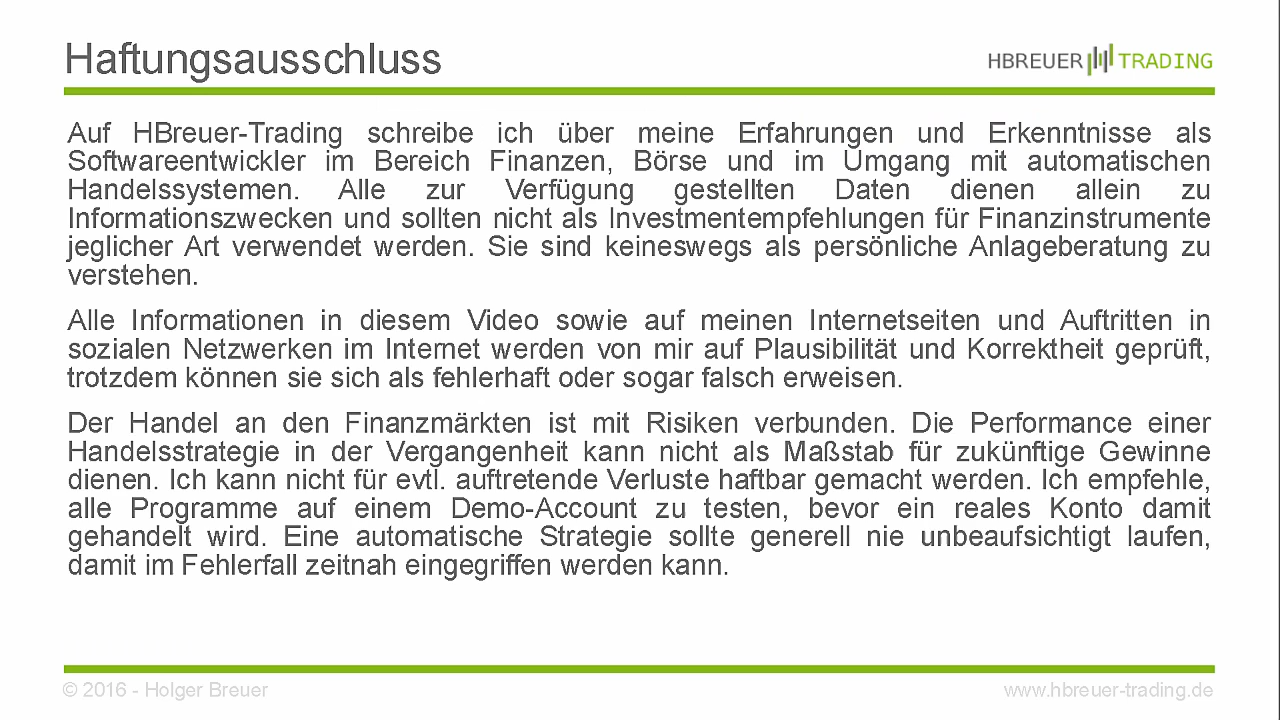 Haftungsausschluss
HBREUER TRADING
Auf HBreuer-Trading schreibe ich über meine Erfahrungen und Erkenntnisse als
Softwareentwickler im Bereich Finanzen, Börse und im Umgang mit automatischen
Handelssystemen. Alle zur Verfügung gestellten Daten dienen allein zu
Informationszwecken und sollten nicht als Investmentempfehlungen für Finanzinstrumente
jeglicher Art verwendet werden. Sie sind keineswegs als persönliche Anlageberatung zu
verstehen.
Alle Informationen in diesem Video sowie auf meinen Internetseiten und Auftritten in
sozialen Netzwerken im Internet werden von mir auf Plausibilität und Korrektheit geprüft,
trotzdem können sie sich als fehlerhaft oder sogar falsch erweisen.
Der Handel an den Finanzmärkten ist mit Risiken verbunden. Die Performance einer
Handelsstrategie in der Vergangenheit kann nicht als Maßstab für zukünftige Gewinne
dienen. Ich kann nicht für evtl. auftretende Verluste haftbar gemacht werden. Ich empfehle,
alle Programme auf einem Demo-Account zu testen, bevor ein reales Konto damit
gehandelt wird. Eine automatische Strategie sollte generell nie unbeaufsichtigt laufen,
damit im Fehlerfall zeitnah eingegriffen werden kann.
© 2016 - Holger Breuer
www.hbreuer-trading.de